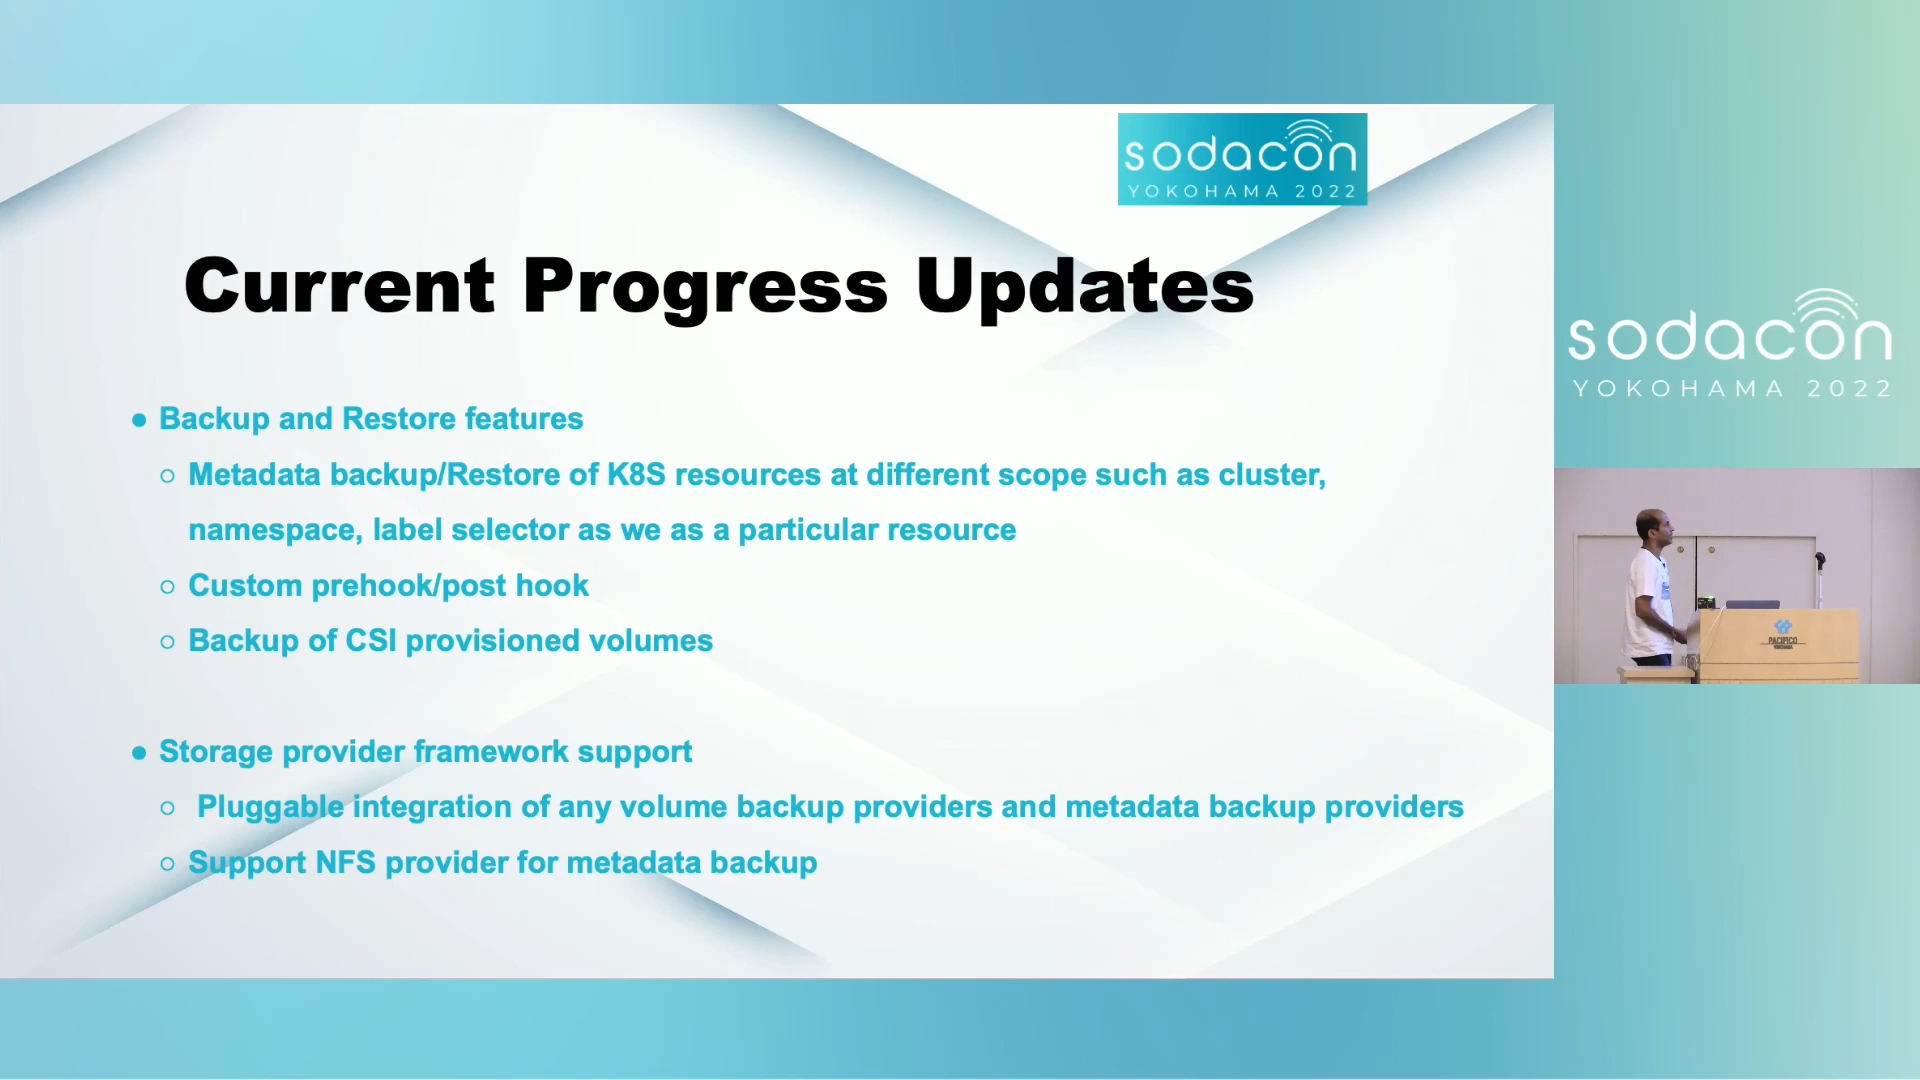 sodacon
YOKOHAMA 2022
Current Progress Updates
● Backup and Restore features
○ Metadata backup/Restore of K8S resources at different scope such as cluster,
namespace, label selector as we as a particular resource
○ Custom prehook/post hook
○ Backup of CSI provisioned volumes
● Storage provider framework support
○ Pluggable integration of any volume backup providers and metadata backup providers
○ Support NFS provider for metadata backup
sodacon
YOKOHAMA 2022
PACIFICO
YOKOHAMA